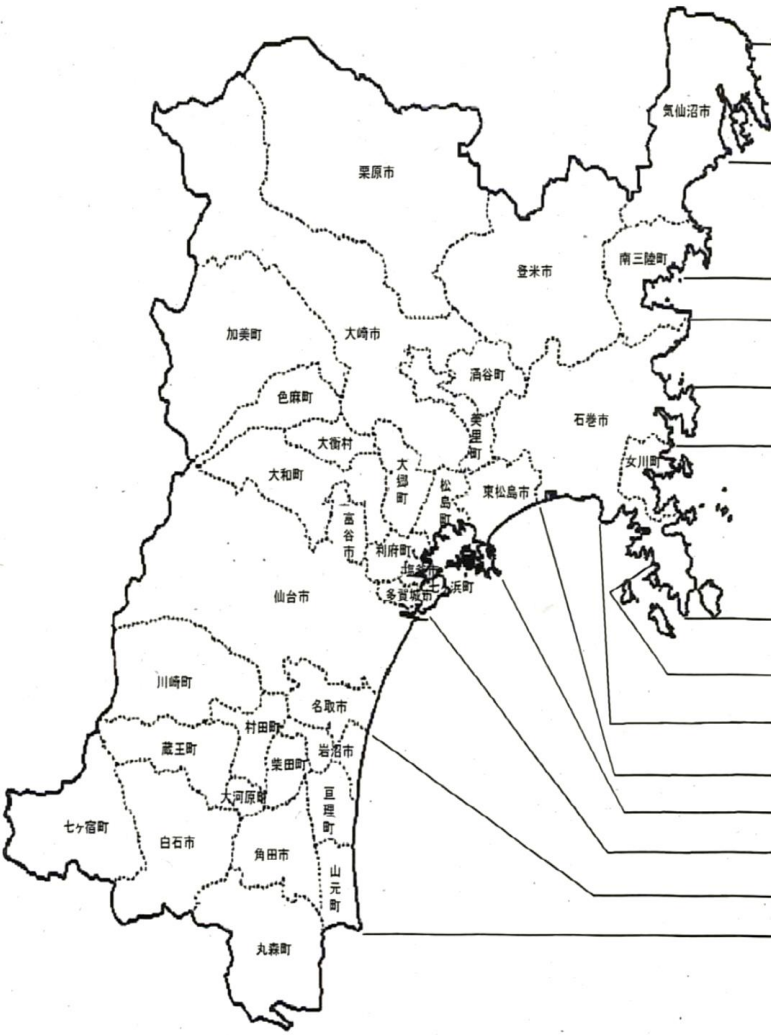 気仙沼市
栗原市
登米市
南三陸町
加美町
大崎市
涌谷町
色麻町
美里町
石巻市
大衡村
大郷町
女川町
大和町
松島町
東松島市
富谷市
利府町
塩釜市
七ヶ浜町
多賀城市
仙台市
川崎町
名取市
村田町
蔵王町
岩沼市
柴田町
大河原町
亘理町
七ヶ宿町
白石市
角田市
山元町
丸森町